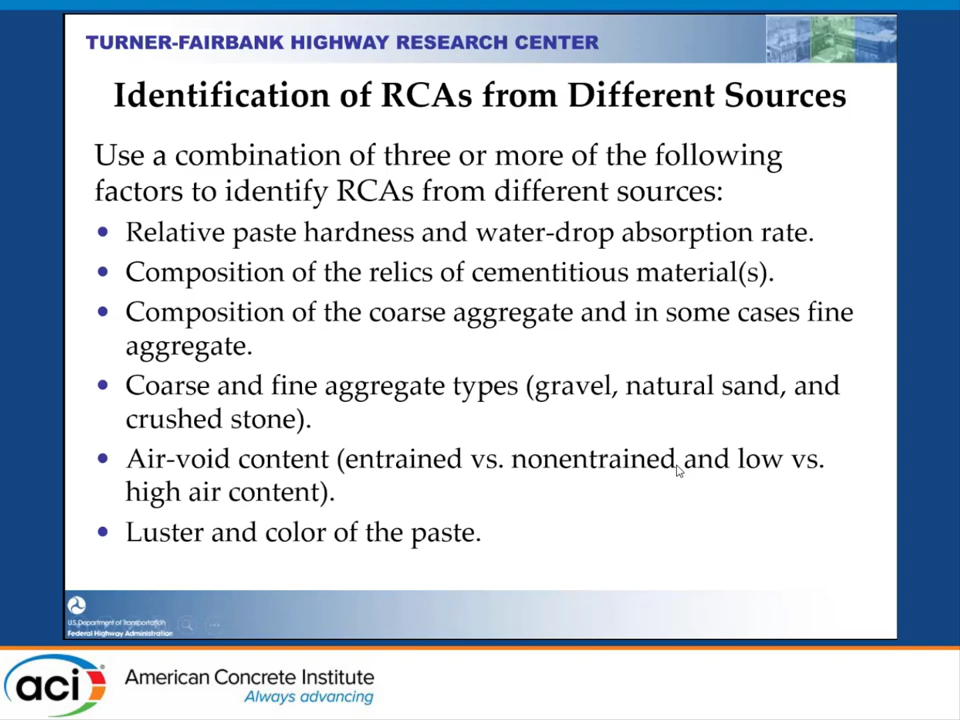 TURNER-FAIRBANK HIGHWAY RESEARCH CENTER
Identification of RCAs from Different Sources
Use a combination of three or more of the following
factors to identify RCAs from different sources:
• Relative paste hardness and water-drop absorption rate.
• Composition of the relics of cementitious material(s).
• Composition of the coarse aggregate and in some cases fine
aggregate.
• Coarse and fine aggregate types (gravel, natural sand, and
crushed stone).
• Air-void content (entrained vs. nonentrained and low vs.
high air content).
• Luster and color of the paste.
U.S.Department of Transportation
Federal Highway Administration
aci® American Concrete Institute
Always advancing